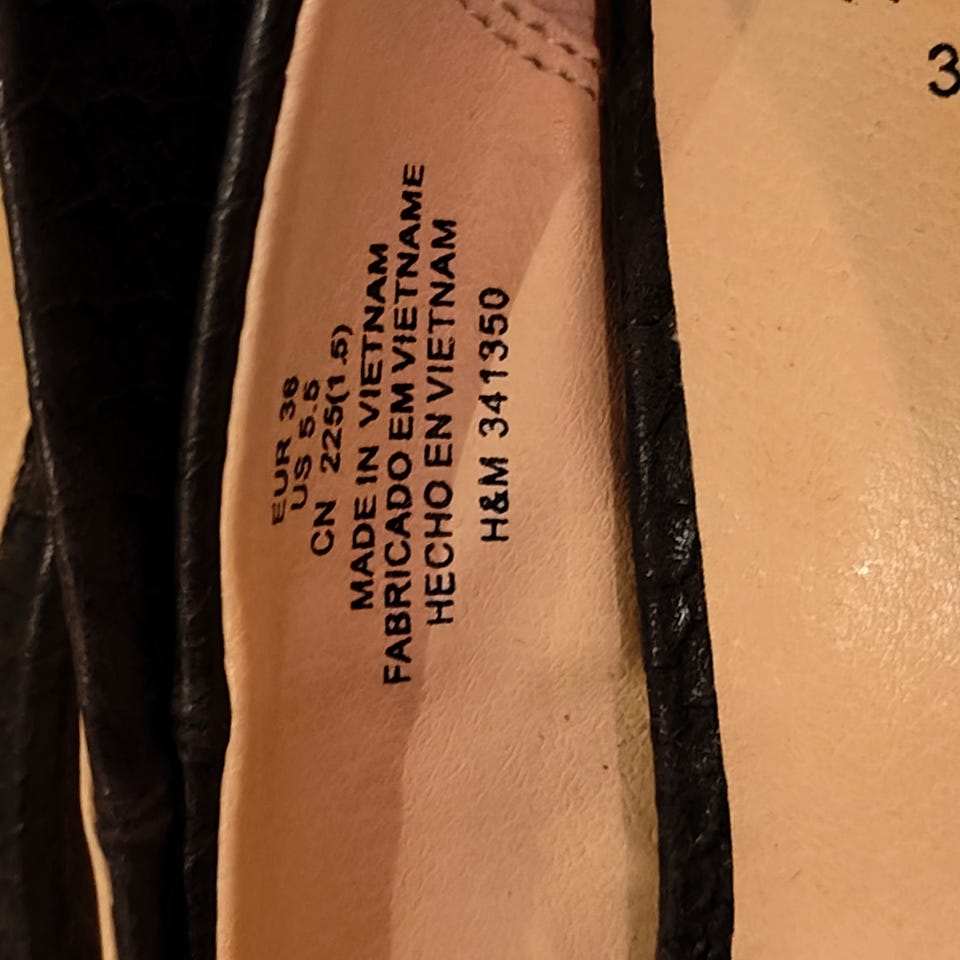 EUR 36
US 5.5
CN 225(1.5)
MADE IN VIETNAM
FABRICADO EM VIETNAME
HECHO EN VIETNAM
H&M 341350
3